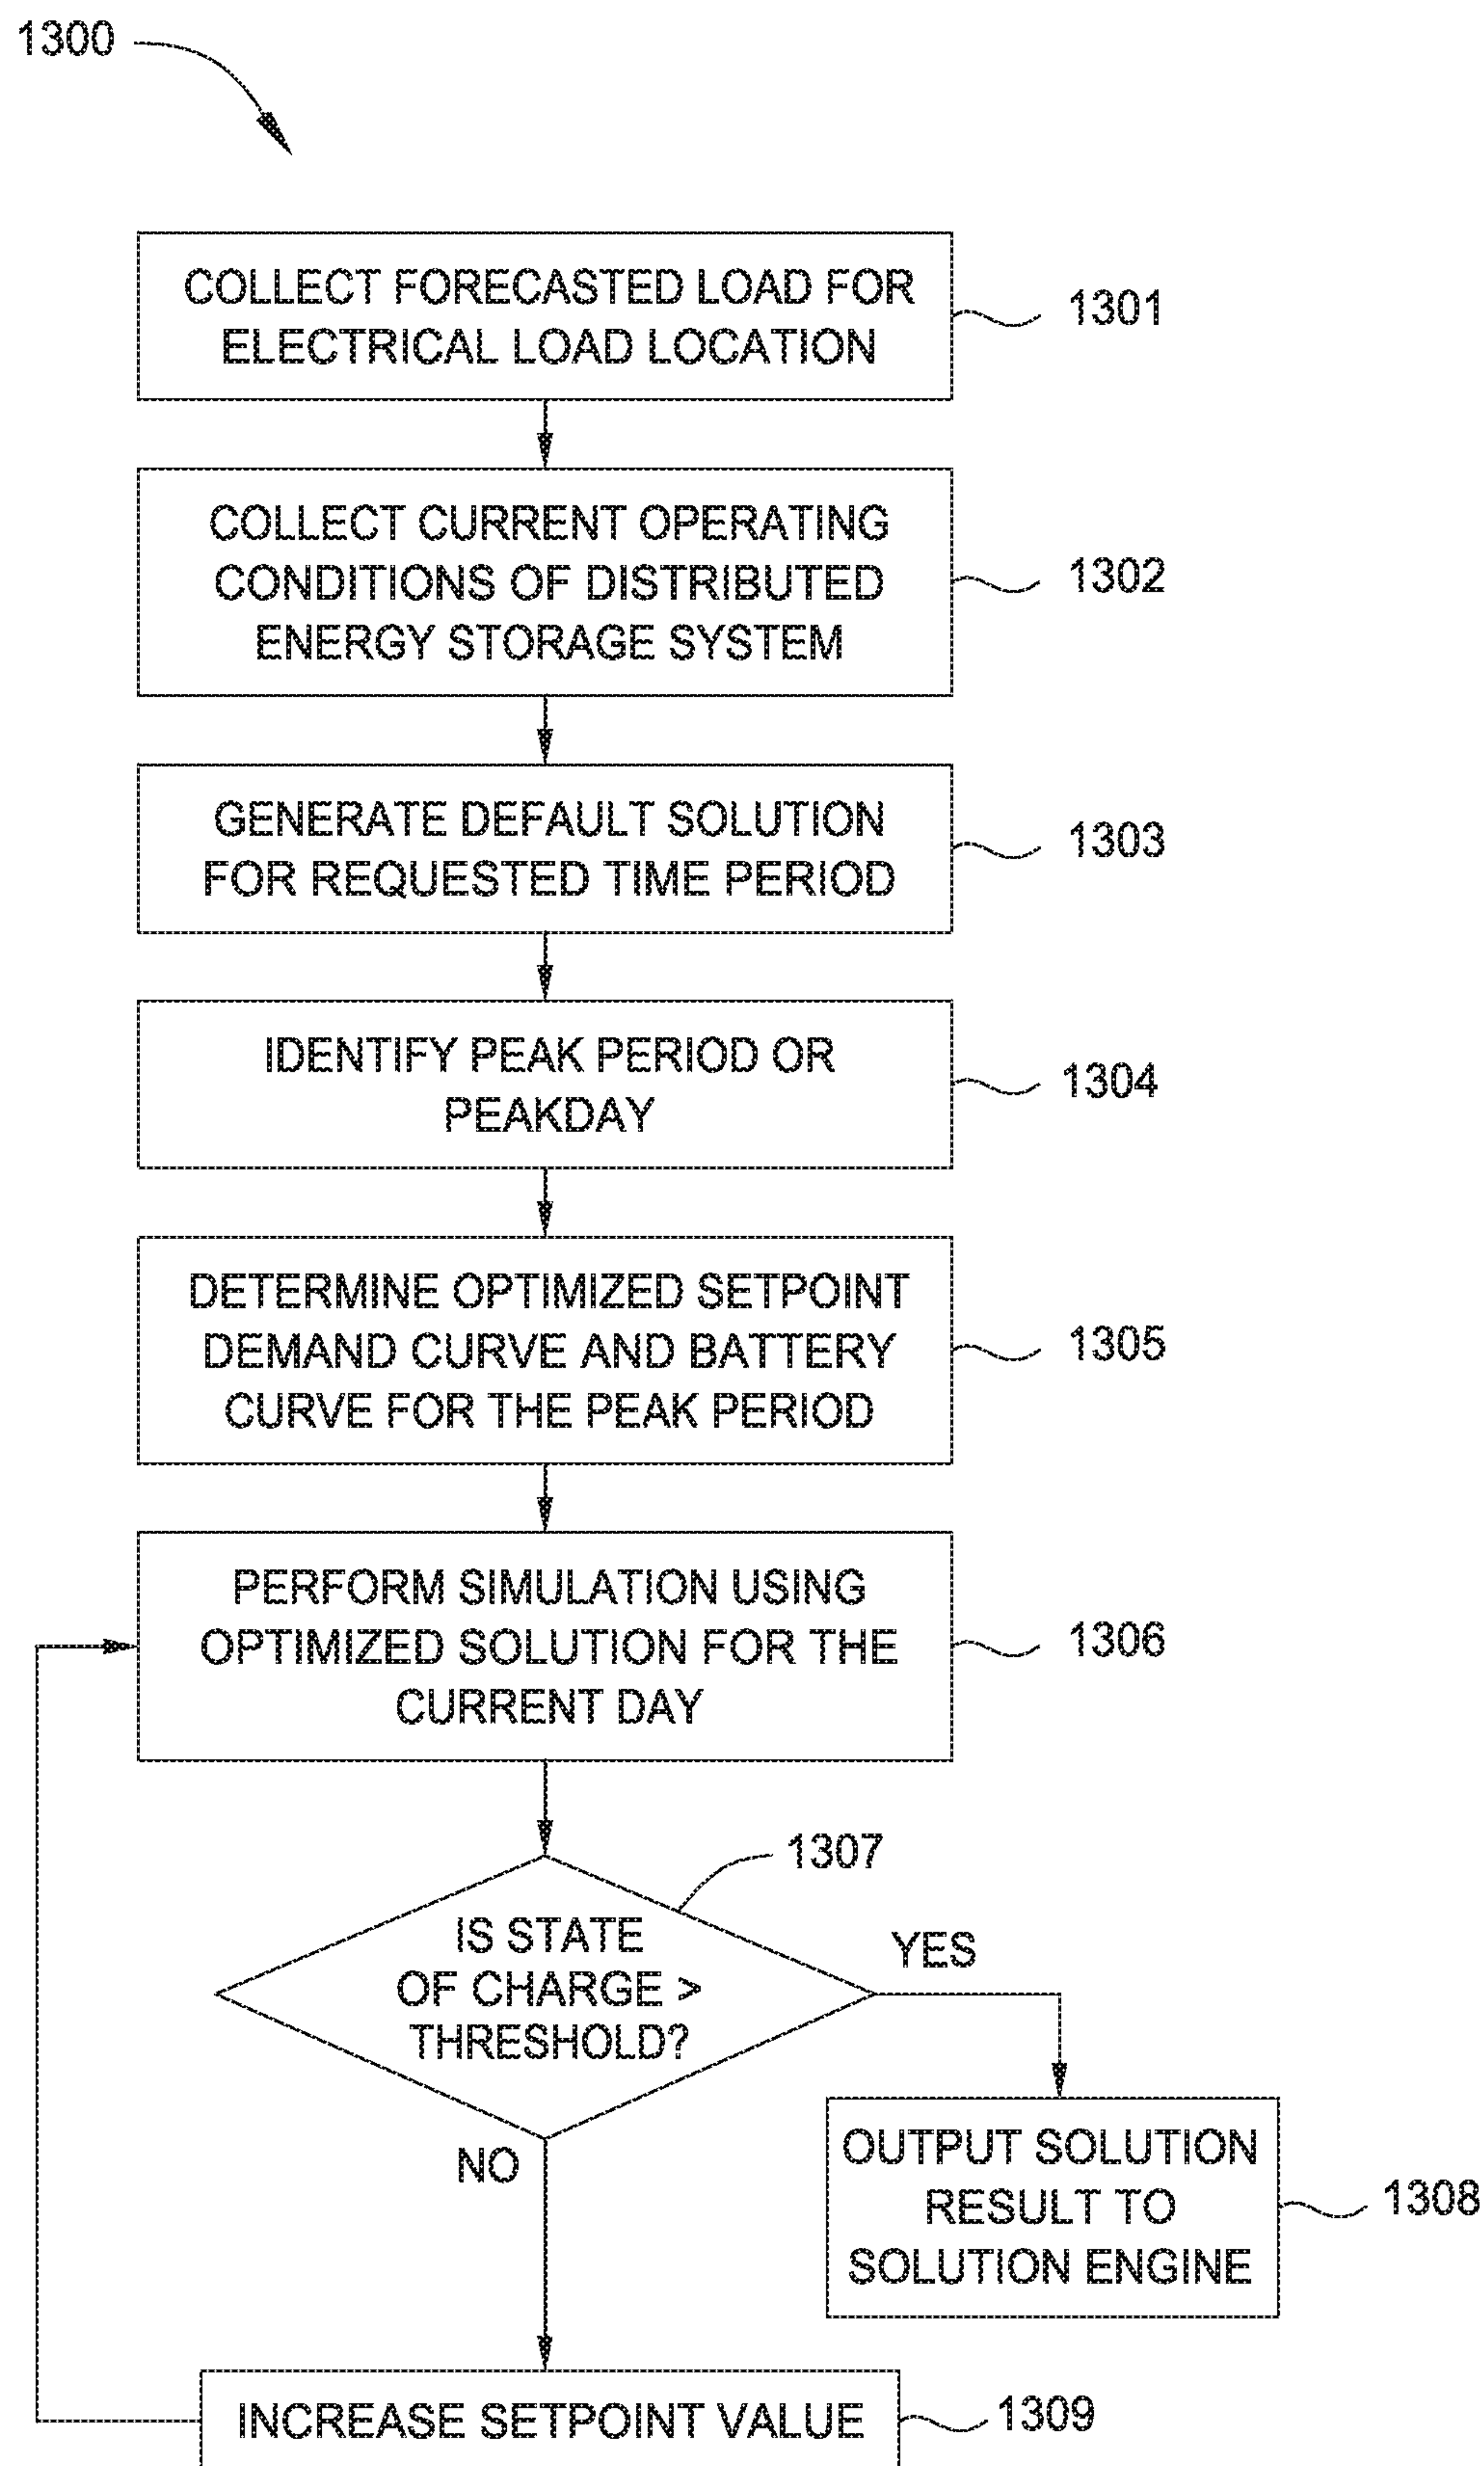 1300
COLLECT FORECASTED LOAD FOR
ELECTRICAL LOAD LOCATION
1301
COLLECT CURRENT OPERATING
CONDITIONS OF DISTRIBUTED
ENERGY STORAGE SYSTEM
1302
GENERATE DEFAULT SOLUTION
FOR REQUESTED TIME PERIOD
1303
IDENTIFY PEAK PERIOD OR
PEAKDAY
1304
DETERMINE OPTIMIZED SETPOINT
DEMAND CURVE AND BATTERY
CURVE FOR THE PEAK PERIOD
1305
PERFORM SIMULATION USING
OPTIMIZED SOLUTION FOR THE
CURRENT DAY
1306
1307
IS STATE
OF CHARGE >
THRESHOLD?
YES
NO
OUTPUT SOLUTION
RESULT TO
SOLUTION ENGINE
1308
INCREASE SETPOINT VALUE
1309